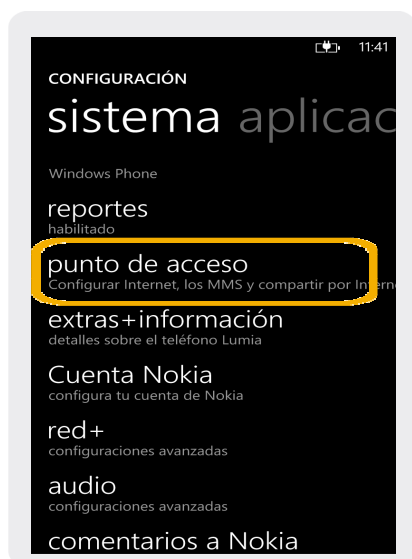 11:41
CONFIGURACIÓN
sistema aplicac
Windows Phone
reportes
habilitado
punto de acceso
Configurar Internet, los MMS y compartir por Intern
extras+información
detalles sobre el teléfono Lumia
Cuenta Nokia
configura tu cuenta de Nokia
red+
configuraciones avanzadas
audio
configuraciones avanzadas
comentarios a Nokia